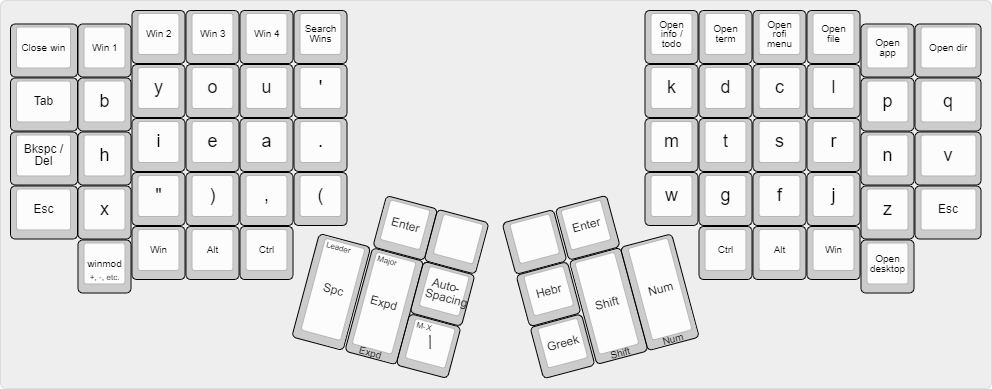 Close win Win 1 Win 2 Win 3 Win 4 Search Wins
Tab b y o u '
Bkspc / Del h i e a .
Esc x " ) , (
winmod +, -, etc. Win Alt Ctrl
Enter
Leader Spc
Major Expd Expd
Auto-Spacing
M-X \
Open info / todo Open term Open rofi menu Open file Open app Open dir
k d c l p q
m t s r n v
w g f j z Esc
Ctrl Alt Win Open desktop
Enter
Hebr Shift Shift Num Num
Greek